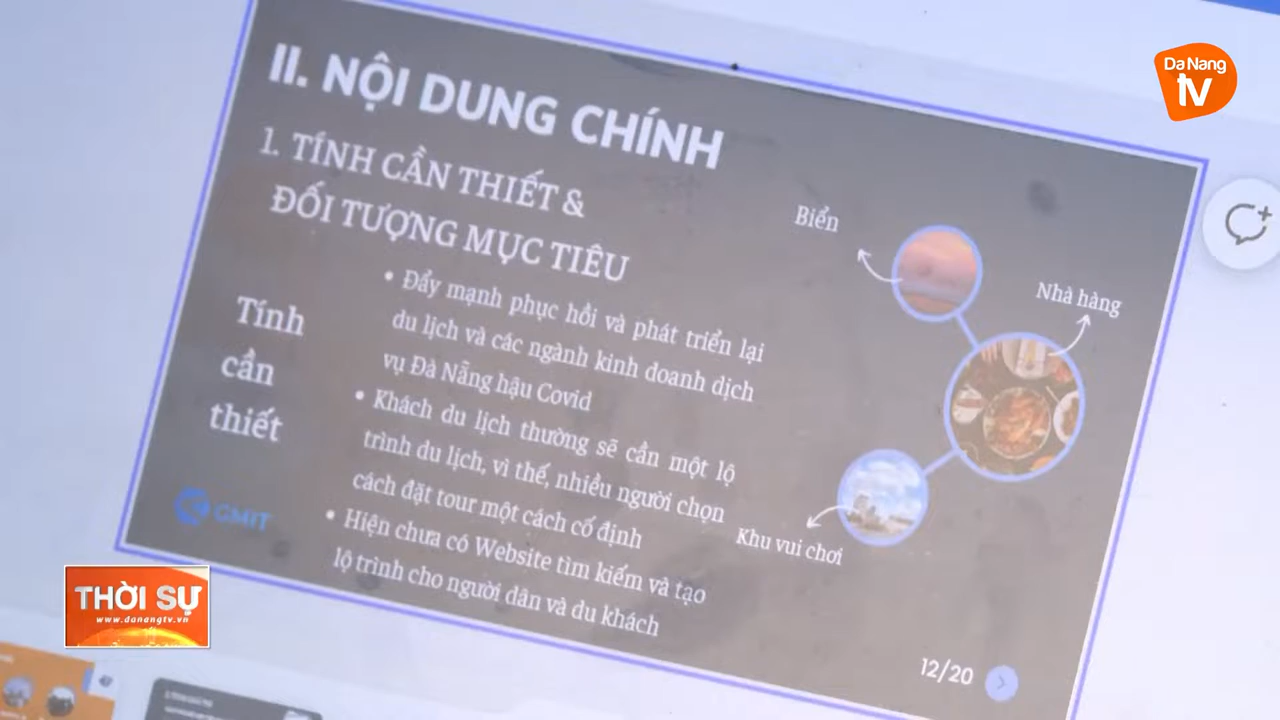 Da Nang
tv
II. NỘI DUNG CHÍNH
1. TÍNH CẦN THIẾT &
ĐỐI TƯỢNG MỤC TIÊU
Tính
cần
thiết
• Đẩy mạnh phục hồi và phát triển lại
du lịch và các ngành kinh doanh dịch
vụ Đà Nẵng hậu Covid
• Khách du lịch thường sẽ cần một lộ
trình du lịch, vì thế, nhiều người chọn
cách đặt tour một cách cố định
• Hiện chưa có Website tìm kiếm và tạo
lộ trình cho người dân và du khách
Biển
Nhà hàng
Khu vui chơi
GMIT
12/20
THỜI SỰ
www.danangtv.vn